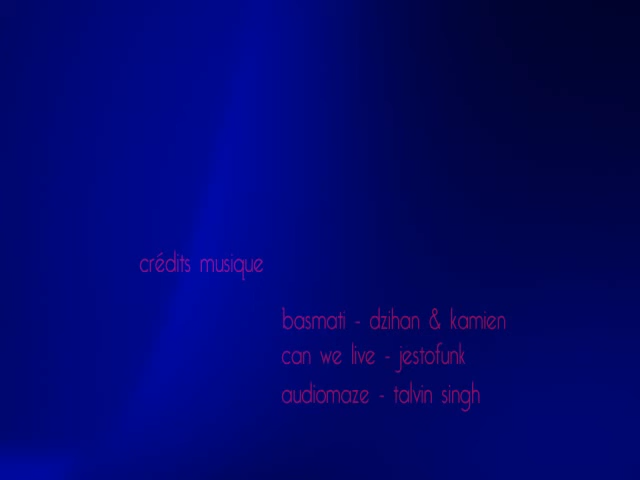 crédits musique
basmati - dzihan & kamien
can we live - jestofunk
audiomaze - talvin singh